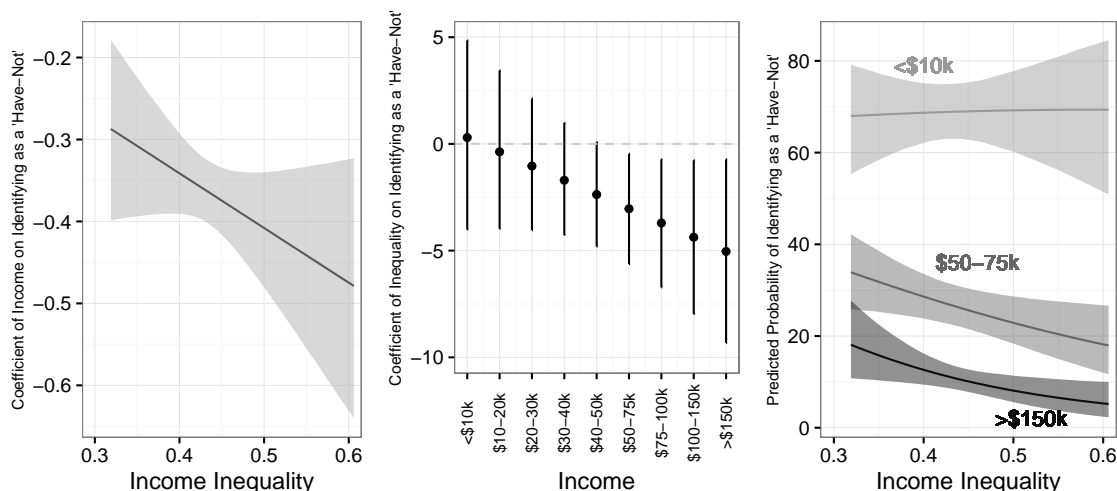 Coefficient of Income on Identifying as a 'Have−Not'
−0.2
−0.3
−0.4
−0.5
−0.6
0.3
0.4
0.5
0.6
Income Inequality
Coefficient of Inequality on Identifying as a 'Have−Not'
5
0
−5
−10
<$10k
$10−20k
$20−30k
$30−40k
$40−50k
$50−75k
$75−100k
$100−150k
>$150k
Income
Predicted Probability of Identifying as a 'Have−Not'
80
60
40
20
0
<$10k
$50−75k
>$150k
0.3
0.4
0.5
0.6
Income Inequality